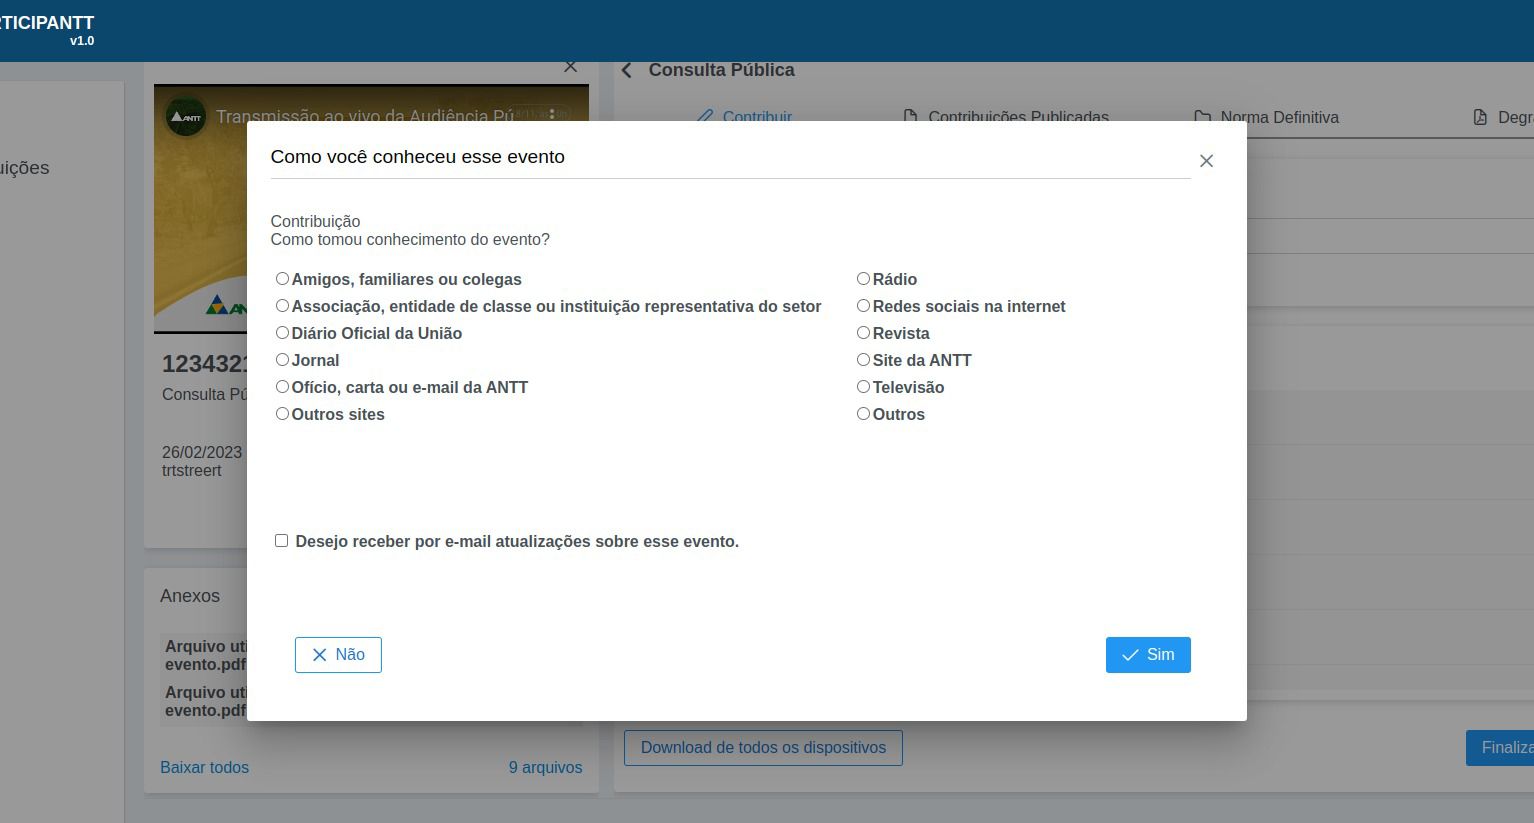 TICIPANTT
v1.0
uições
Transmissão ao vivo da Audiência Pú
ANTT
1234321
Consulta Pú
26/02/2023
trtstreert
Anexos
Arquivo uti
evento.pdf
Arquivo uti
evento.pdf
Baixar todos
9 arquivos
Consulta Pública
Contribuir
Contribuições Publicadas
Norma Definitiva
Degr
Como você conheceu esse evento
Contribuição
Como tomou conhecimento do evento?
Amigos, familiares ou colegas
Associação, entidade de classe ou instituição representativa do setor
Diário Oficial da União
Jornal
Ofício, carta ou e-mail da ANTT
Outros sites
Rádio
Redes sociais na internet
Revista
Site da ANTT
Televisão
Outros
Desejo receber por e-mail atualizações sobre esse evento.
Não
Sim
Download de todos os dispositivos
Finaliza